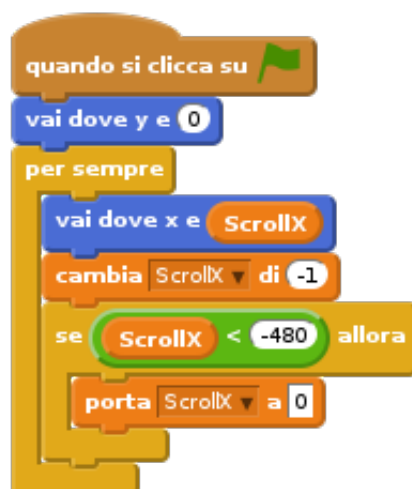 quando si clicca su
vai dove y e 0
per sempre
vai dove x e ScrollX
cambia ScrollX di -1
se ScrollX < -480 allora
porta ScrollX a 0